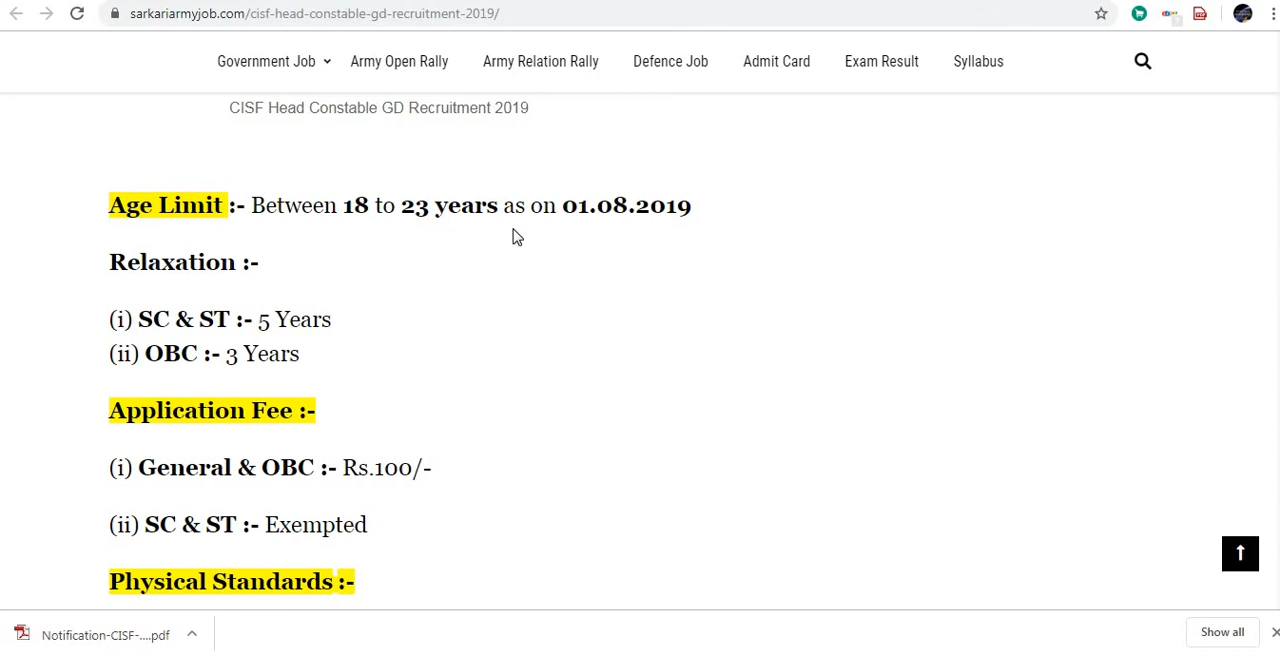 sarkariarmyjob.com/cisf-head-constable-gd-recruitment-2019/
Government Job Army Open Rally Army Relation Rally Defence Job Admit Card Exam Result Syllabus
CISF Head Constable GD Recruitment 2019
Age Limit :- Between 18 to 23 years as on 01.08.2019
Relaxation :-
(i) SC & ST :- 5 Years
(ii) OBC :- 3 Years
Application Fee :-
(i) General & OBC :- Rs.100/-
(ii) SC & ST :- Exempted
Physical Standards :-
Notification-CISF-....pdf Show all